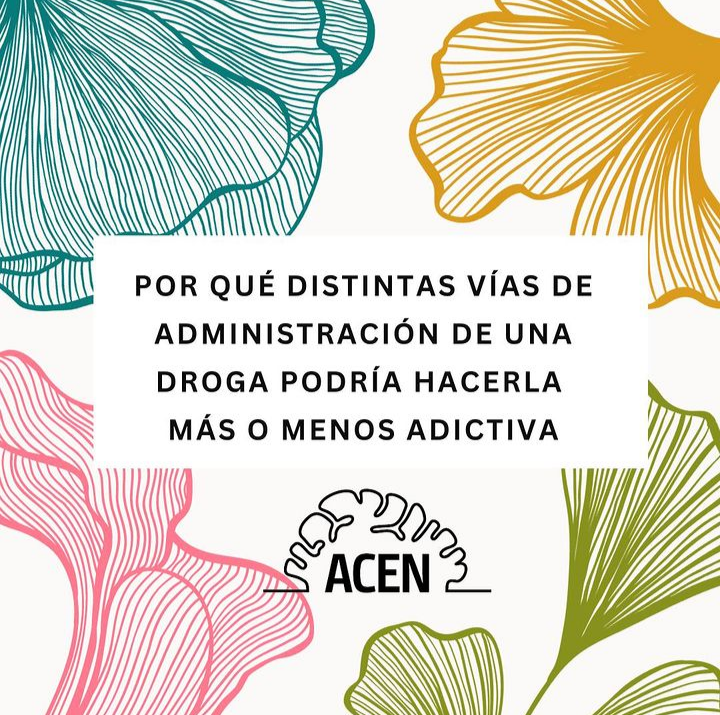 POR QUÉ DISTINTAS VÍAS DE
ADMINISTRACIÓN DE UNA
DROGA PODRÍA HACERLA
MÁS O MENOS ADICTIVA
ACEN